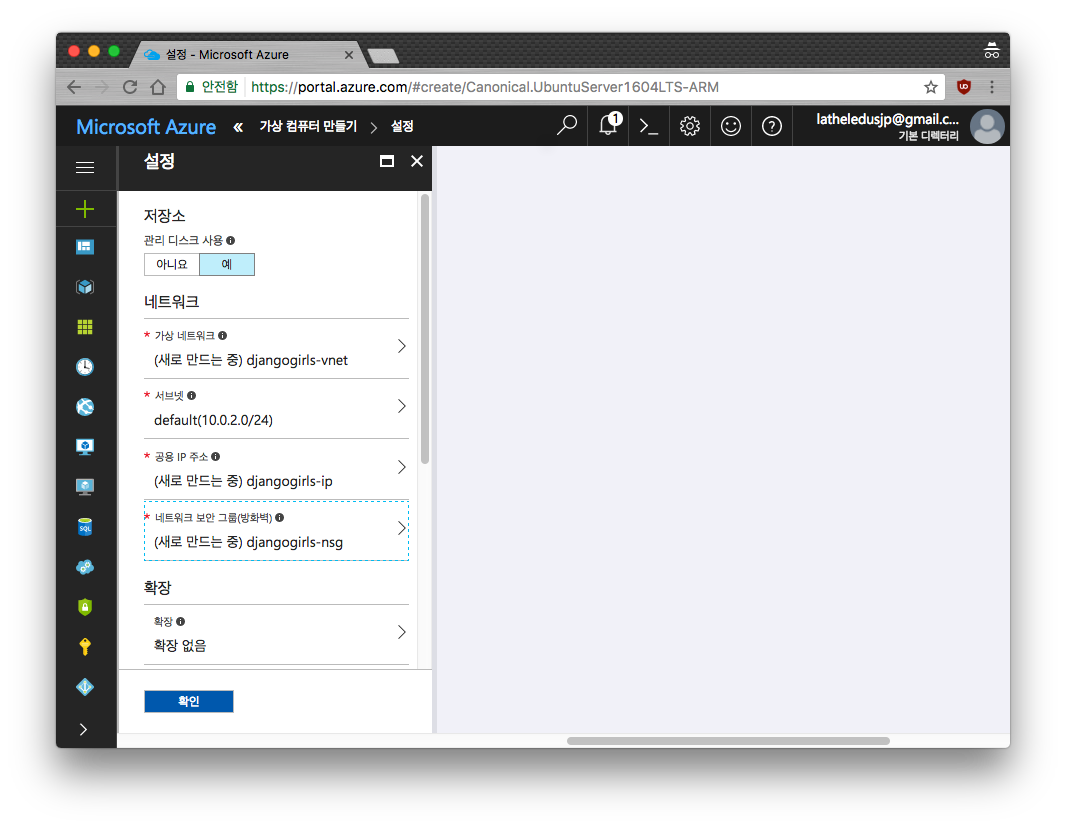 설정 - Microsoft Azure
안전함 https://portal.azure.com/#create/Canonical.UbuntuServer1604LTS-ARM
Microsoft Azure « 가상 컴퓨터 만들기 > 설정
1
latheledusjp@gmail.c...
기본 디렉터리
설정
저장소
관리 디스크 사용
아니요 예
네트워크
* 가상 네트워크
(새로 만드는 중) djangogirls-vnet
* 서브넷
default(10.0.2.0/24)
* 공용 IP 주소
(새로 만드는 중) djangogirls-ip
* 네트워크 보안 그룹(방화벽)
(새로 만드는 중) djangogirls-nsg
SQL
확장
확장
확장 없음
확인